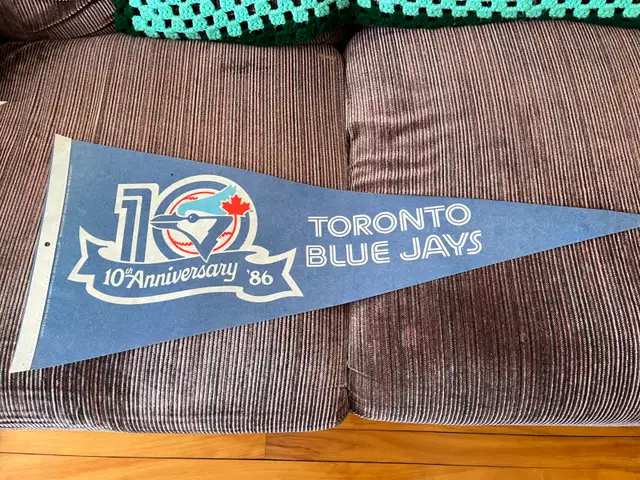 10
10th Anniversary '86
TORONTO
BLUE JAYS